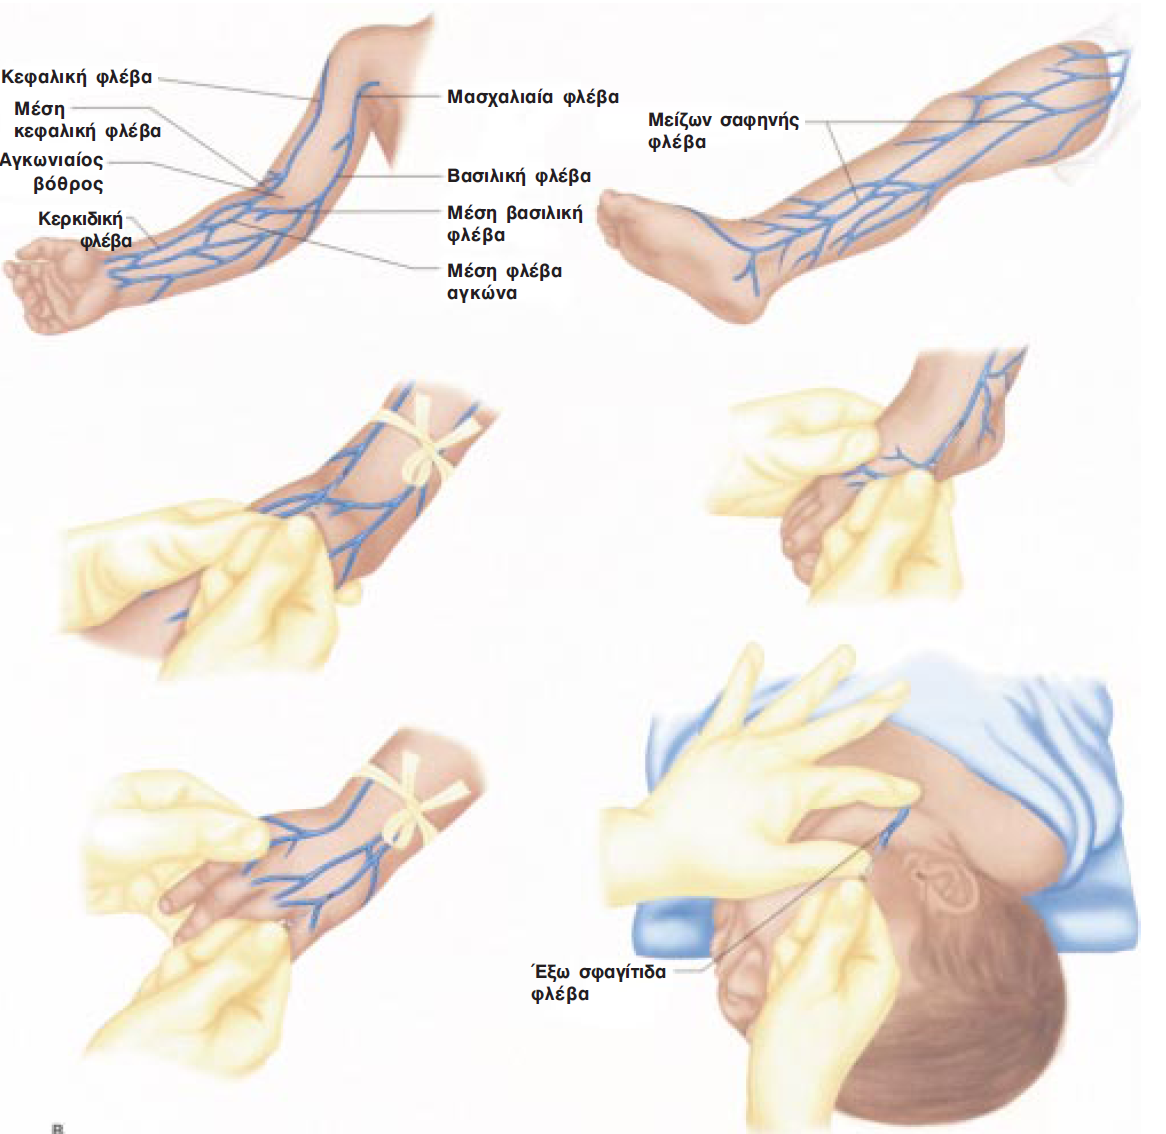 Κεφαλική φλέβα
Μέση
κεφαλική φλέβα
Αγκωνιαίος
βόθρος
Κερκιδική
φλέβα
Μασχαλιαία φλέβα
Βασιλική φλέβα
Μέση βασιλική
φλέβα
Μέση φλέβα
αγκώνα
Μείζων σαφηνής
φλέβα
Έξω σφαγίτιδα
φλέβα
B